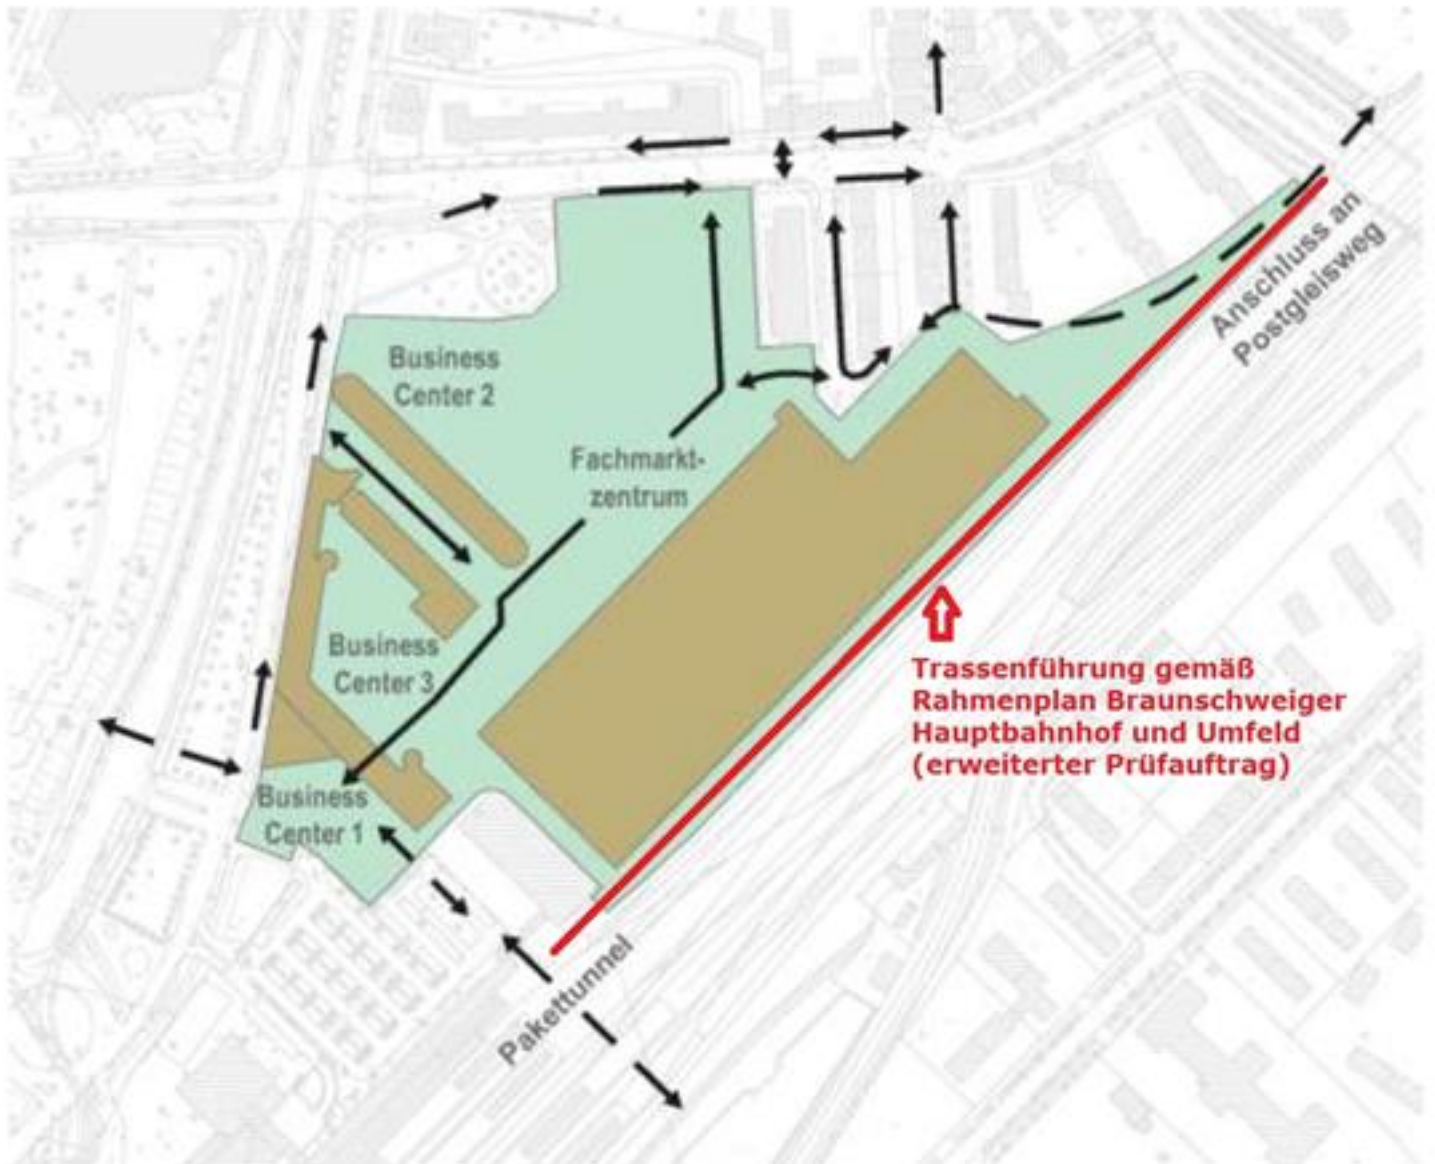 Anschluss an
Postgleisweg
Business
Center 2
Fachmarkt-
zentrum
Business
Center 3
Trassenführung gemäß
Rahmenplan Braunschweiger
Hauptbahnhof und Umfeld
(erweiterter Prüfauftrag)
Business
Center 1
Pakettunnel